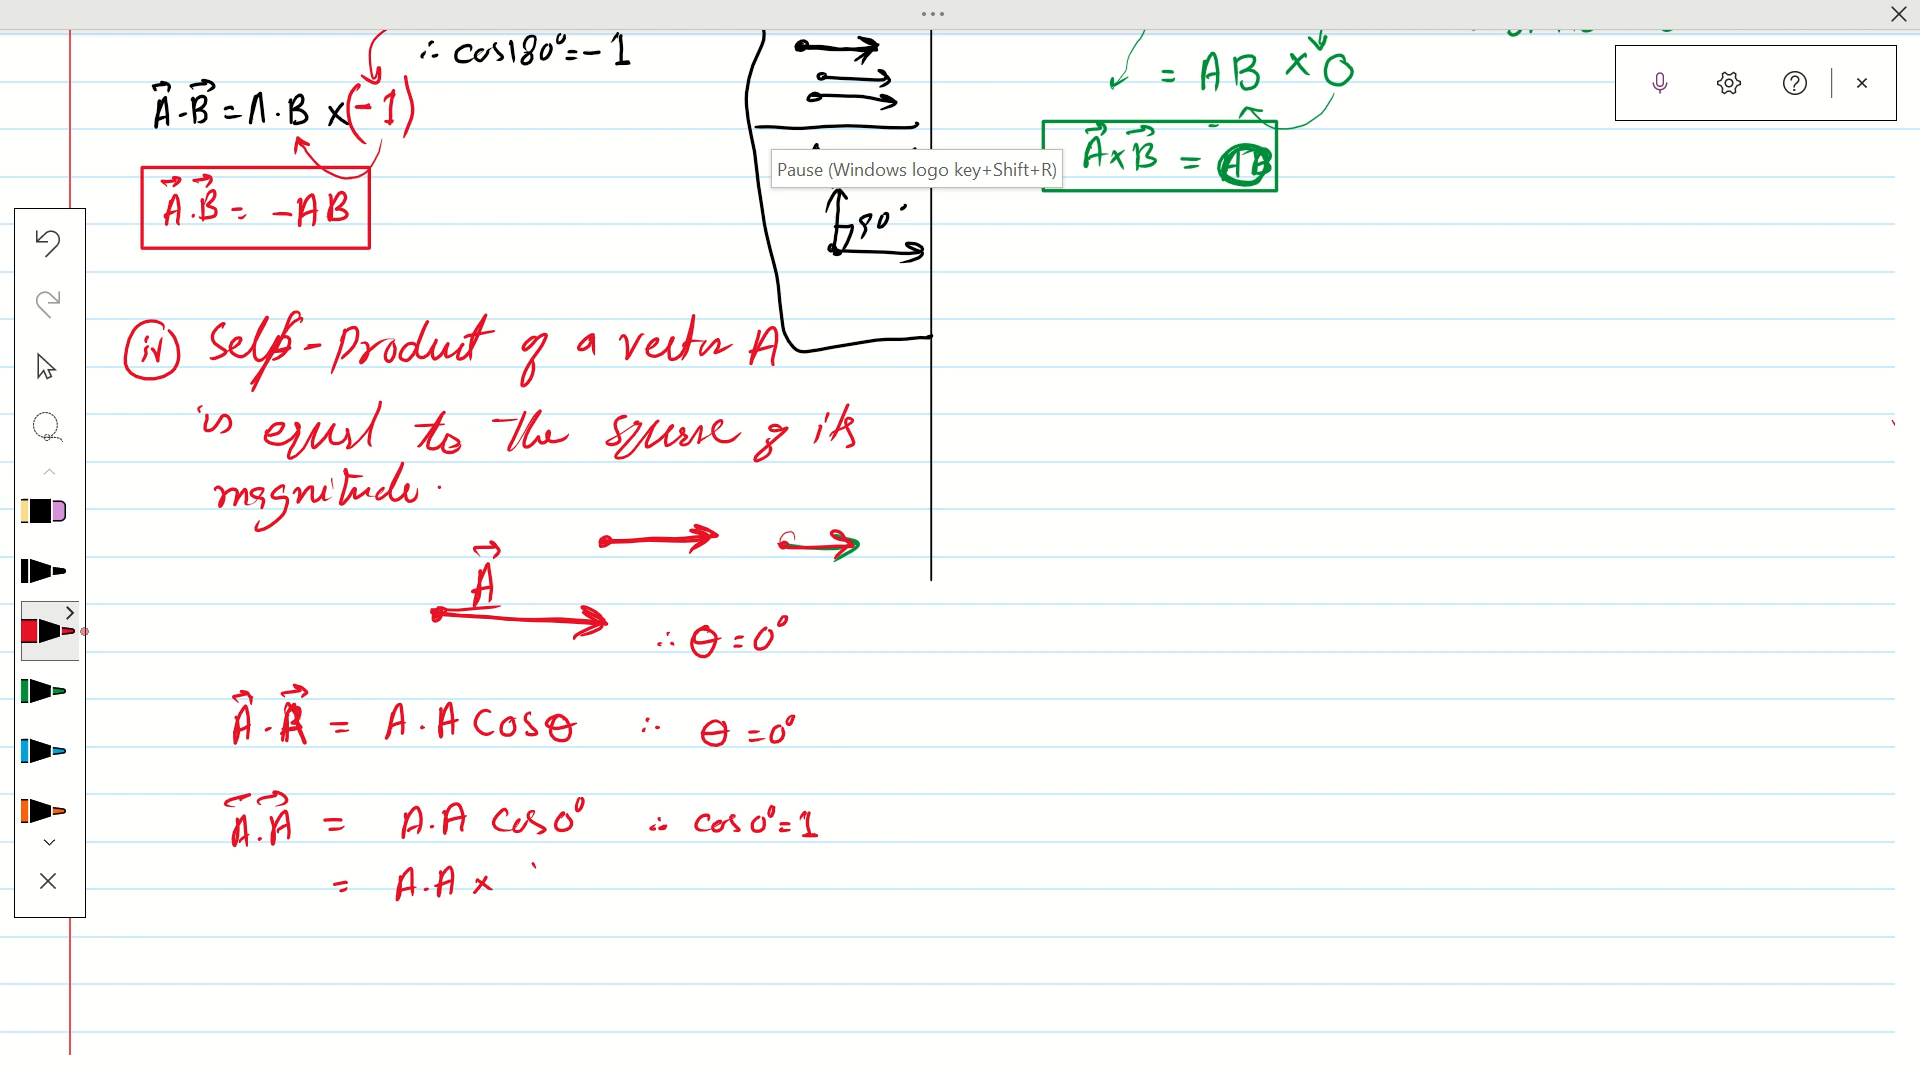 ∴ cos180°=-1
A⃗·B⃗ = A·B x(-1)
A⃗·B⃗ = -AB
90°
= AB x 0
A⃗xB⃗ =
Pause (Windows logo key+Shift+R)
(iv) Self-Product of a vector A
is equal to the square of its
magnitude.
A⃗
∴ θ = 0°
A⃗·A⃗ = A·A Cosθ ∴ θ = 0°
A⃗·A⃗ = A·A Cos0° ∴ cos0°=1
= A·A x